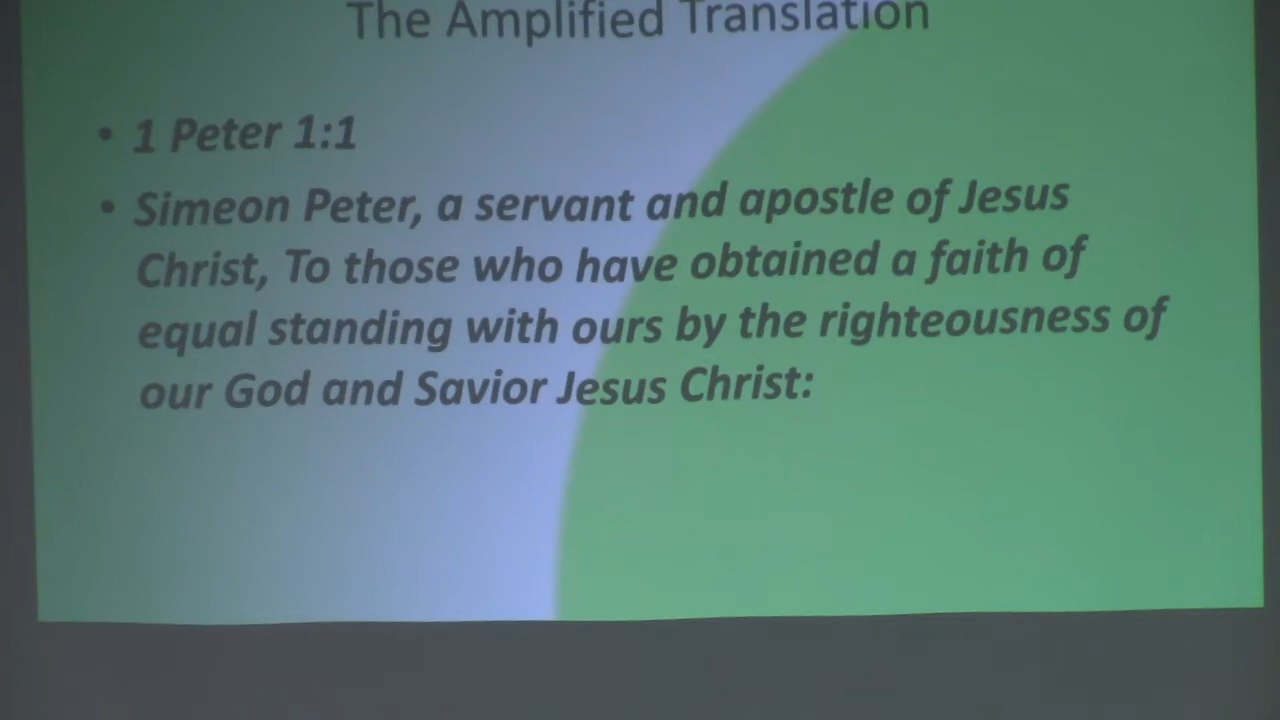 The Amplified Translation
• 1 Peter 1:1
• Simeon Peter, a servant and apostle of Jesus
Christ, To those who have obtained a faith of
equal standing with ours by the righteousness of
our God and Savior Jesus Christ: